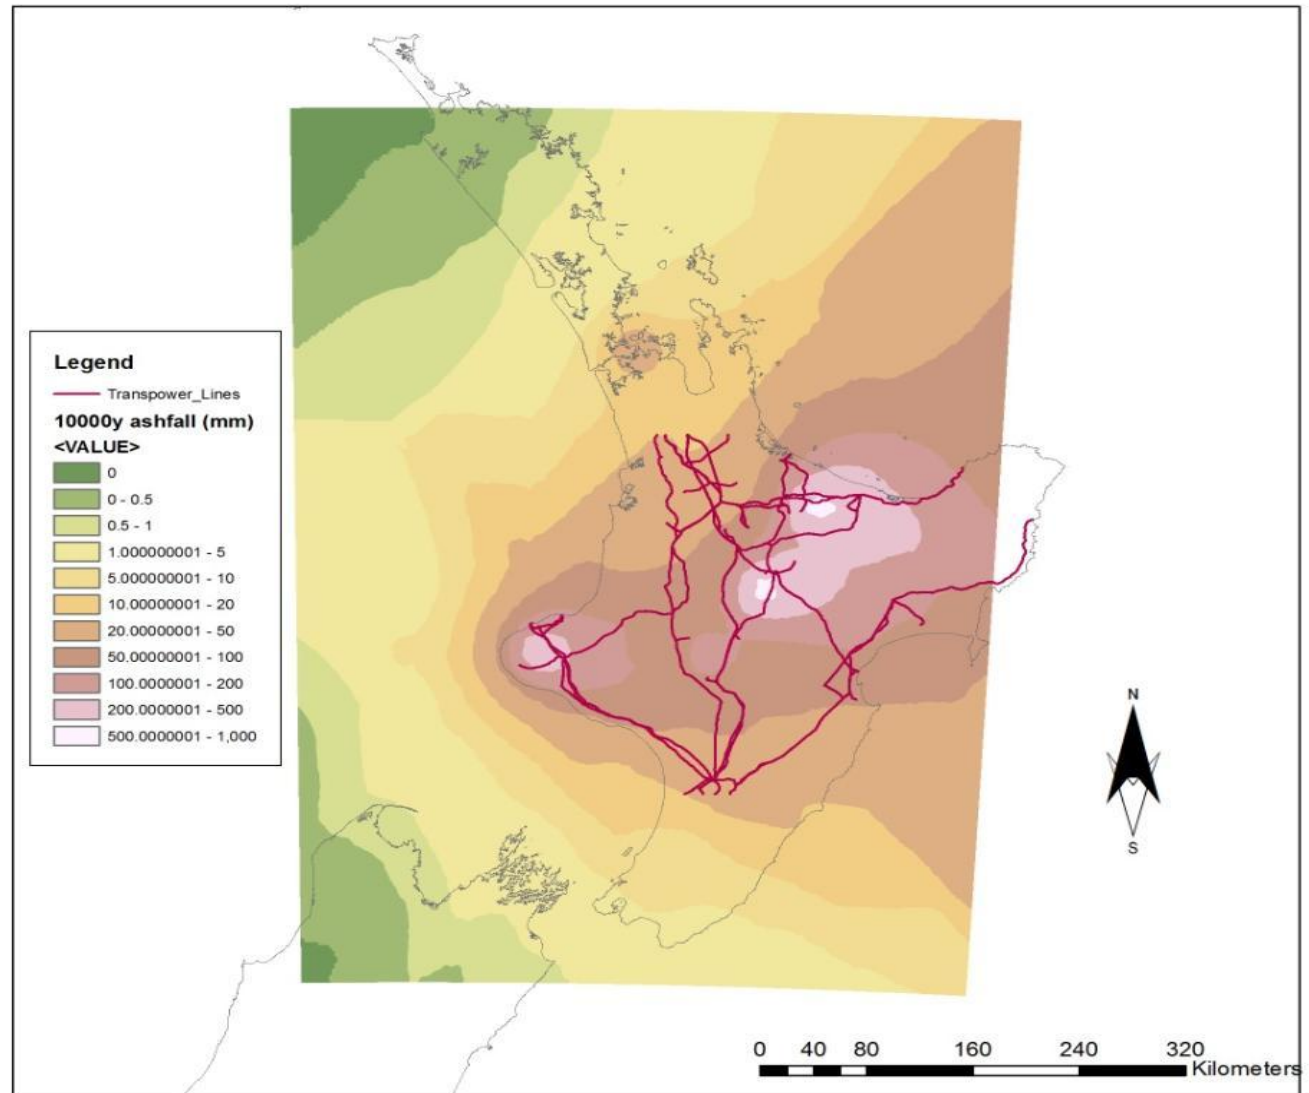 Legend
Transpower_Lines
10000y ashfall (mm)
<VALUE>
0
0 - 0.5
0.5 - 1
1.000000001 - 5
5.000000001 - 10
10.00000001 - 20
20.00000001 - 50
50.00000001 - 100
100.0000001 - 200
200.0000001 - 500
500.0000001 - 1,000
N
S
0 40 80 160 240 320
Kilometers